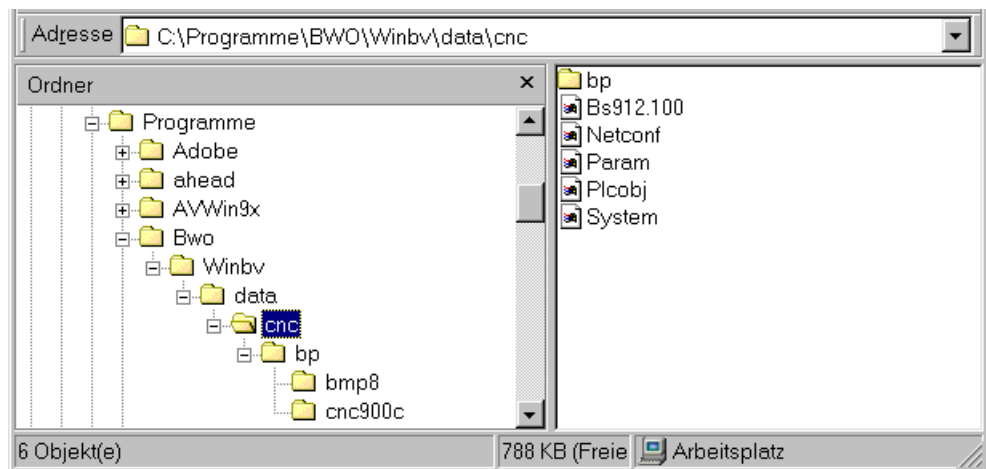 Adresse C:\Programme\BWO\Winbv\data\cnc
Ordner
Programme
Adobe
ahead
AVWin9x
Bwo
Winbv
data
cnc
bp
bmp8
cnc900c
bp
Bs912.100
Netconf
Param
Plcobj
System
6 Objekt(e)
788 KB (Freie
Arbeitsplatz